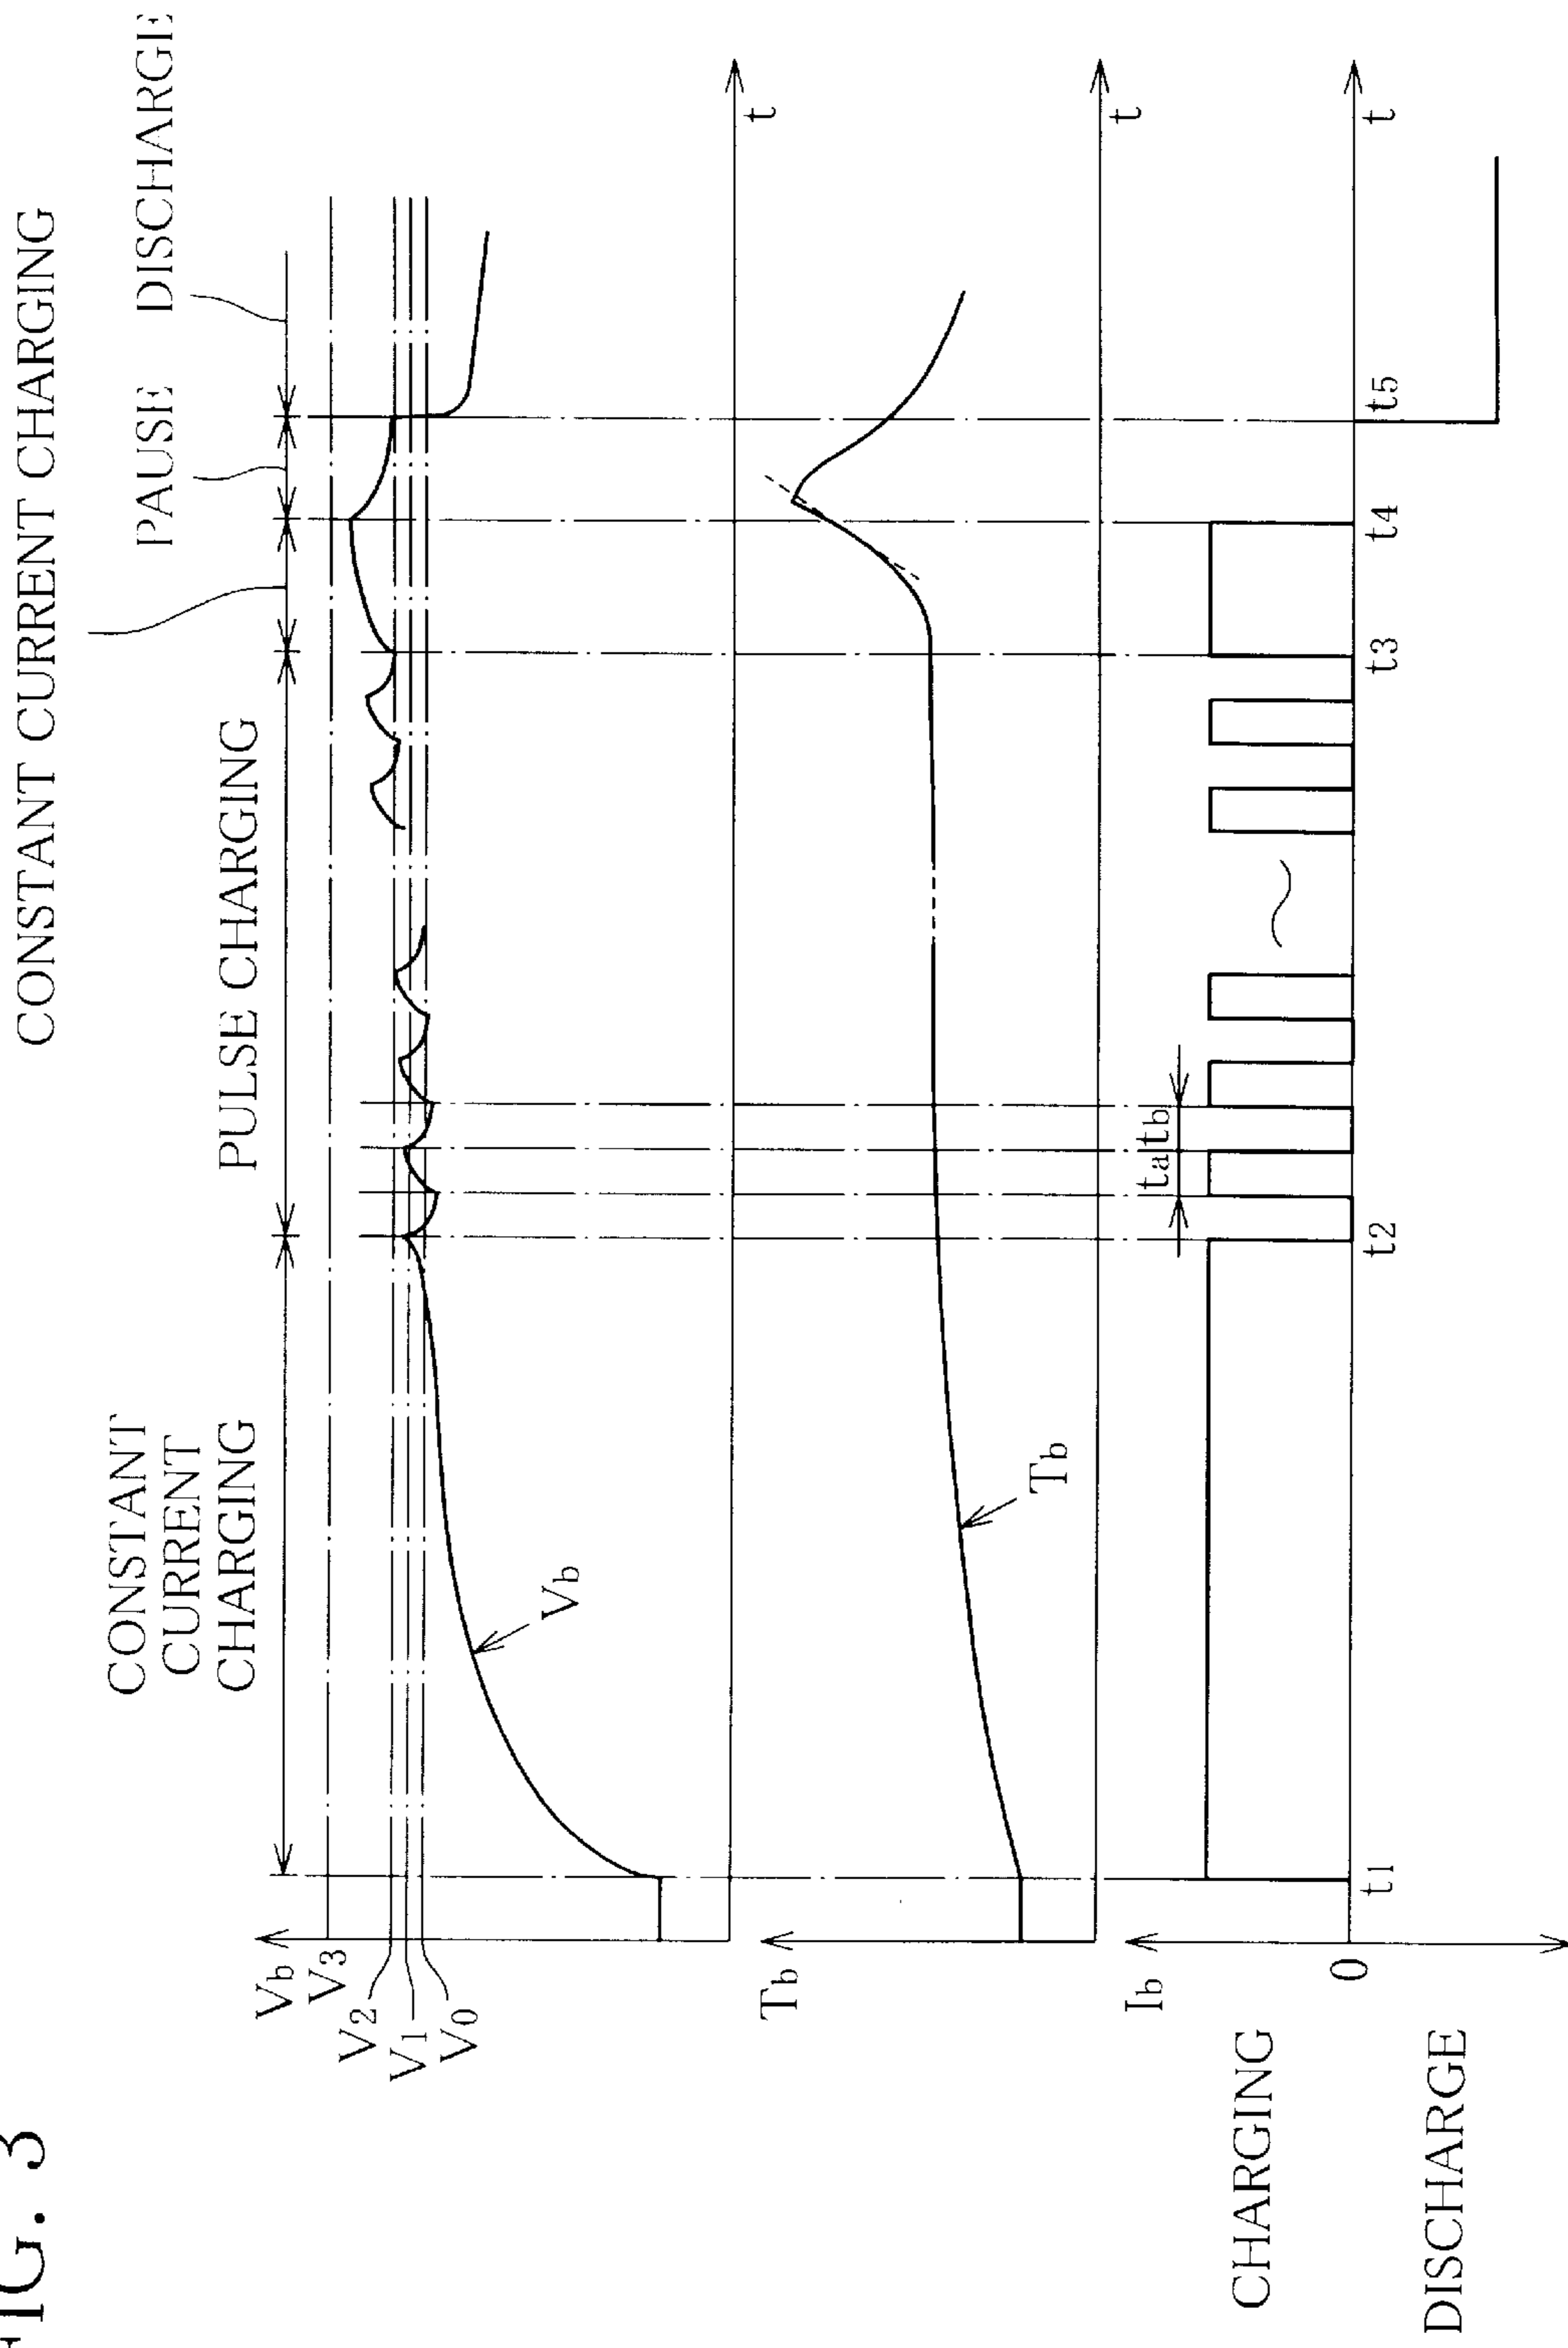 FIG. 3
CONSTANT CURRENT CHARGING
CONSTANT
CURRENT
CHARGING
PULSE CHARGING
PAUSE
DISCHARGE
Vb
V3
V2
V1
V0
Vb
t
Tb
Tb
t
Ib
CHARGING
0
DISCHARGE
ta
tb
t1
t2
t3
t4
t5
t